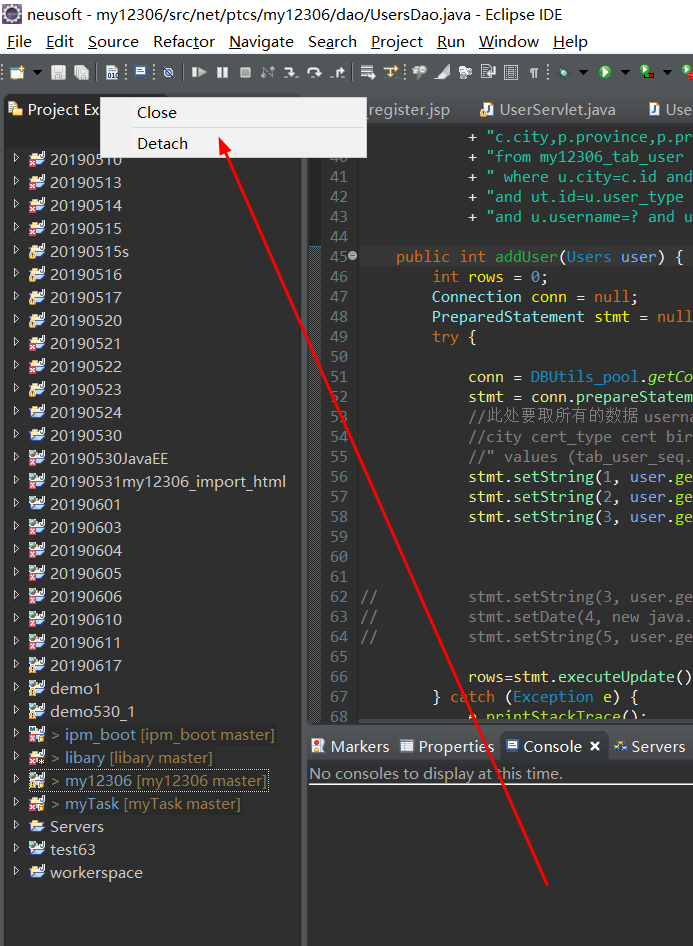 neusoft - my12306/src/net/ptcs/my12306/dao/UsersDao.java - Eclipse IDE
File Edit Source Refactor Navigate Search Project Run Window Help
Project Ex
Close
Detach
20190510
20190513
20190514
20190515
20190515s
20190516
20190517
20190520
20190521
20190522
20190523
20190524
20190530
20190530JavaEE
20190531my12306_import_html
20190601
20190603
20190604
20190605
20190606
20190610
20190611
20190617
demo1
demo530_1
> ipm_boot [ipm_boot master]
> libary [libary master]
> my12306 [my12306 master]
> myTask [myTask master]
Servers
test63
workerspace
_register.jsp UserServlet.java Use
+ "c.city,p.province,p.pr
40 + "from my12306_tab_user
41 + " where u.city=c.id and
42 + "and ut.id=u.user_type
43 + "and u.username=? and u
44
45 public int addUser(Users user) {
46 int rows = 0;
47 Connection conn = null;
48 PreparedStatement stmt = null
49 try {
50
51 conn = DBUtils_pool.getCo
52 stmt = conn.prepareStatem
53 //此处要取所有的数据 userna
54 //city cert_type cert bir
55 //" values (tab_user_seq.
56 stmt.setString(1, user.ge
57 stmt.setString(2, user.ge
58 stmt.setString(3, user.ge
59
60
61
62 // stmt.setString(3, user.ge
63 // stmt.setDate(4, new java.
64 // stmt.setString(5, user.ge
65
66 rows=stmt.executeUpdate()
67 } catch (Exception e) {
68 e.printStackTrace();
Markers Properties Console Servers
No consoles to display at this time.